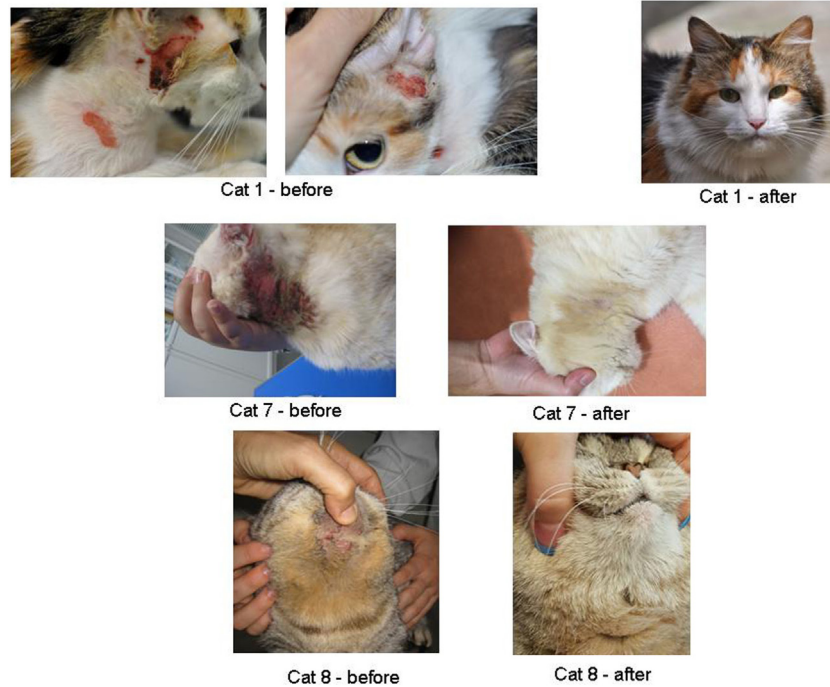 Cat 1 - before
Cat 1 - after
Cat 7 - before
Cat 7 - after
Cat 8 - before
Cat 8 - after